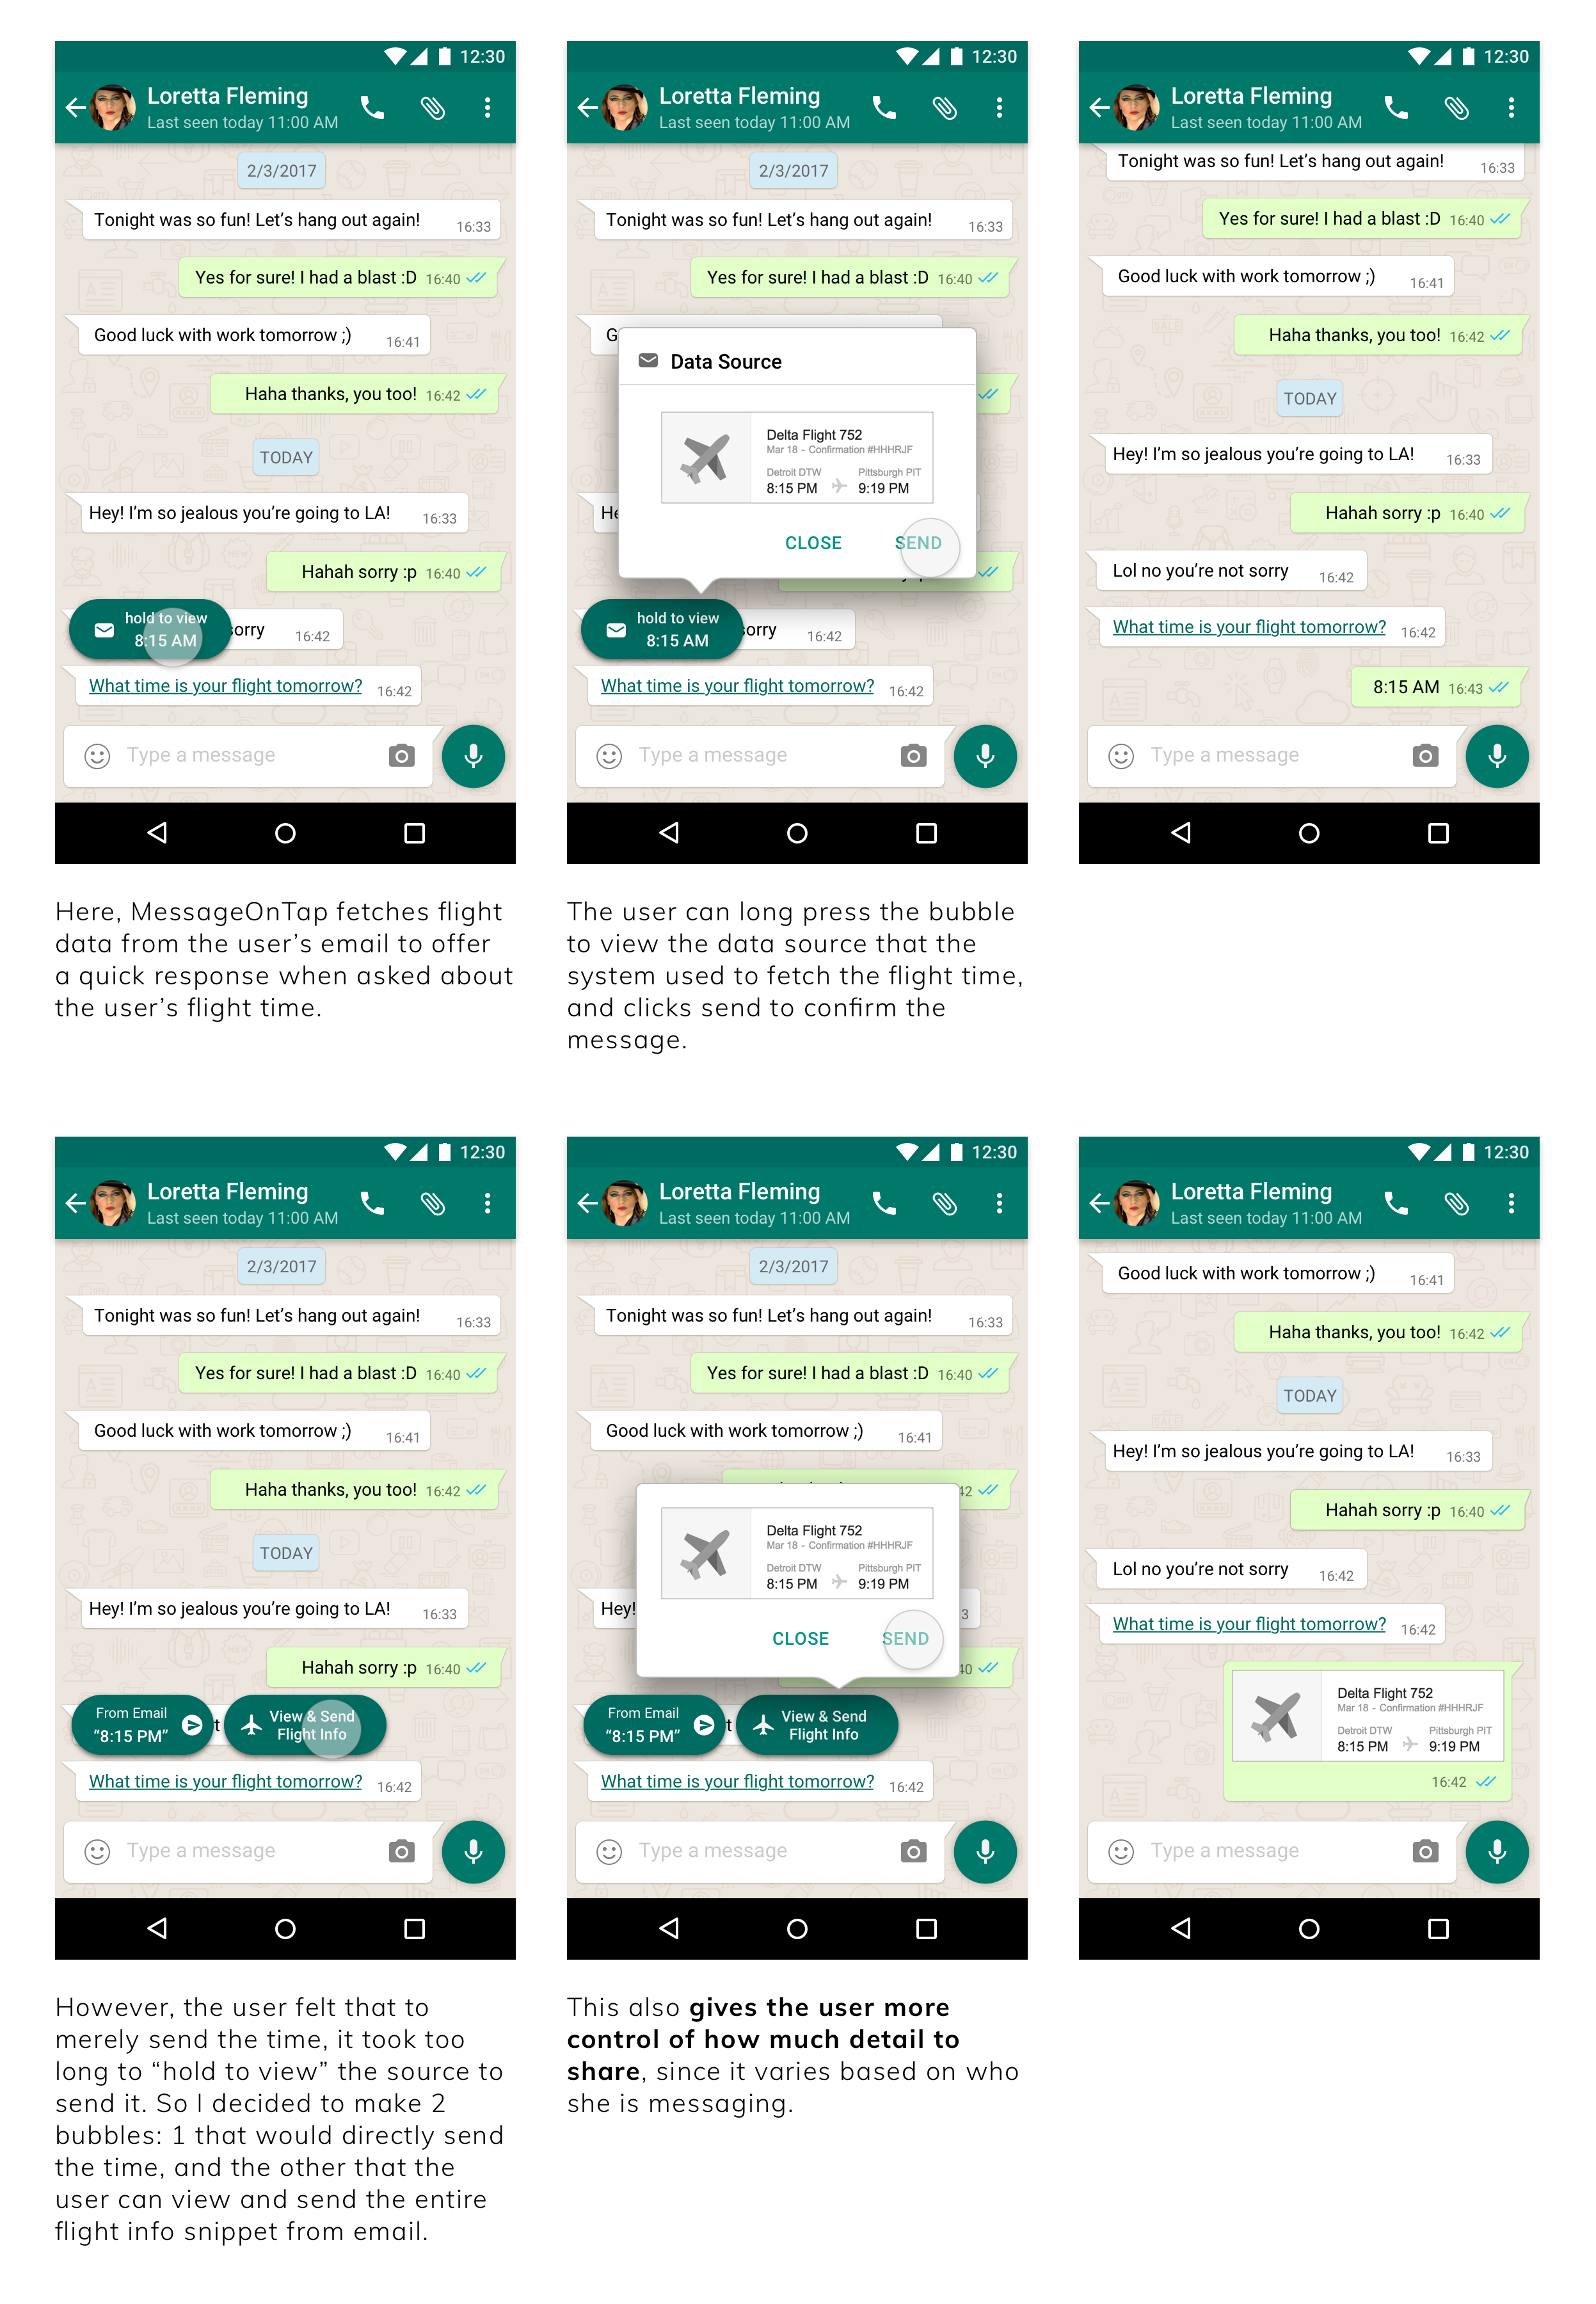 12:30
Loretta Fleming
Last seen today 11:00 AM
2/3/2017
Tonight was so fun! Let's hang out again! 16:33
Yes for sure! I had a blast :D 16:40
Good luck with work tomorrow ;) 16:41
Haha thanks, you too! 16:42
TODAY
Hey! I'm so jealous you're going to LA! 16:33
Hahah sorry :p 16:40
hold to view
8:15 AM
sorry 16:42
What time is your flight tomorrow? 16:42
Type a message
Here, MessageOnTap fetches flight
data from the user's email to offer
a quick response when asked about
the user's flight time.
12:30
Loretta Fleming
Last seen today 11:00 AM
2/3/2017
Tonight was so fun! Let's hang out again! 16:33
Yes for sure! I had a blast :D 16:40
G
Data Source
Delta Flight 752
Mar 18 - Confirmation #HHHRJF
Detroit DTW Pittsburgh PIT
8:15 PM 9:19 PM
He
CLOSE SEND
hold to view
8:15 AM
sorry 16:42
What time is your flight tomorrow? 16:42
Type a message
The user can long press the bubble
to view the data source that the
system used to fetch the flight time,
and clicks send to confirm the
message.
12:30
Loretta Fleming
Last seen today 11:00 AM
Tonight was so fun! Let's hang out again! 16:33
Yes for sure! I had a blast :D 16:40
Good luck with work tomorrow ;) 16:41
Haha thanks, you too! 16:42
TODAY
Hey! I'm so jealous you're going to LA! 16:33
Hahah sorry :p 16:40
Lol no you're not sorry 16:42
What time is your flight tomorrow? 16:42
8:15 AM 16:43
Type a message
12:30
Loretta Fleming
Last seen today 11:00 AM
2/3/2017
Tonight was so fun! Let's hang out again! 16:33
Yes for sure! I had a blast :D 16:40
Good luck with work tomorrow ;) 16:41
Haha thanks, you too! 16:42
TODAY
Hey! I'm so jealous you're going to LA! 16:33
Hahah sorry :p 16:40
From Email
"8:15 PM"
t
View & Send
Flight Info
What time is your flight tomorrow? 16:42
Type a message
However, the user felt that to
merely send the time, it took too
long to "hold to view" the source to
send it. So I decided to make 2
bubbles: 1 that would directly send
the time, and the other that the
user can view and send the entire
flight info snippet from email.
12:30
Loretta Fleming
Last seen today 11:00 AM
2/3/2017
Tonight was so fun! Let's hang out again! 16:33
Yes for sure! I had a blast :D 16:40
Good luck with work tomorrow ;) 16:41
42
Delta Flight 752
Mar 18 - Confirmation #HHHRJF
Detroit DTW Pittsburgh PIT
8:15 PM 9:19 PM
Hey! 3
CLOSE SEND
40
From Email
"8:15 PM"
t
View & Send
Flight Info
What time is your flight tomorrow? 16:42
Type a message
This also gives the user more
control of how much detail to
share, since it varies based on who
she is messaging.
12:30
Loretta Fleming
Last seen today 11:00 AM
Good luck with work tomorrow ;) 16:41
Haha thanks, you too! 16:42
TODAY
Hey! I'm so jealous you're going to LA! 16:33
Hahah sorry :p 16:40
Lol no you're not sorry 16:42
What time is your flight tomorrow? 16:42
Delta Flight 752
Mar 18 - Confirmation #HHHRJF
Detroit DTW Pittsburgh PIT
8:15 PM 9:19 PM
16:42
Type a message